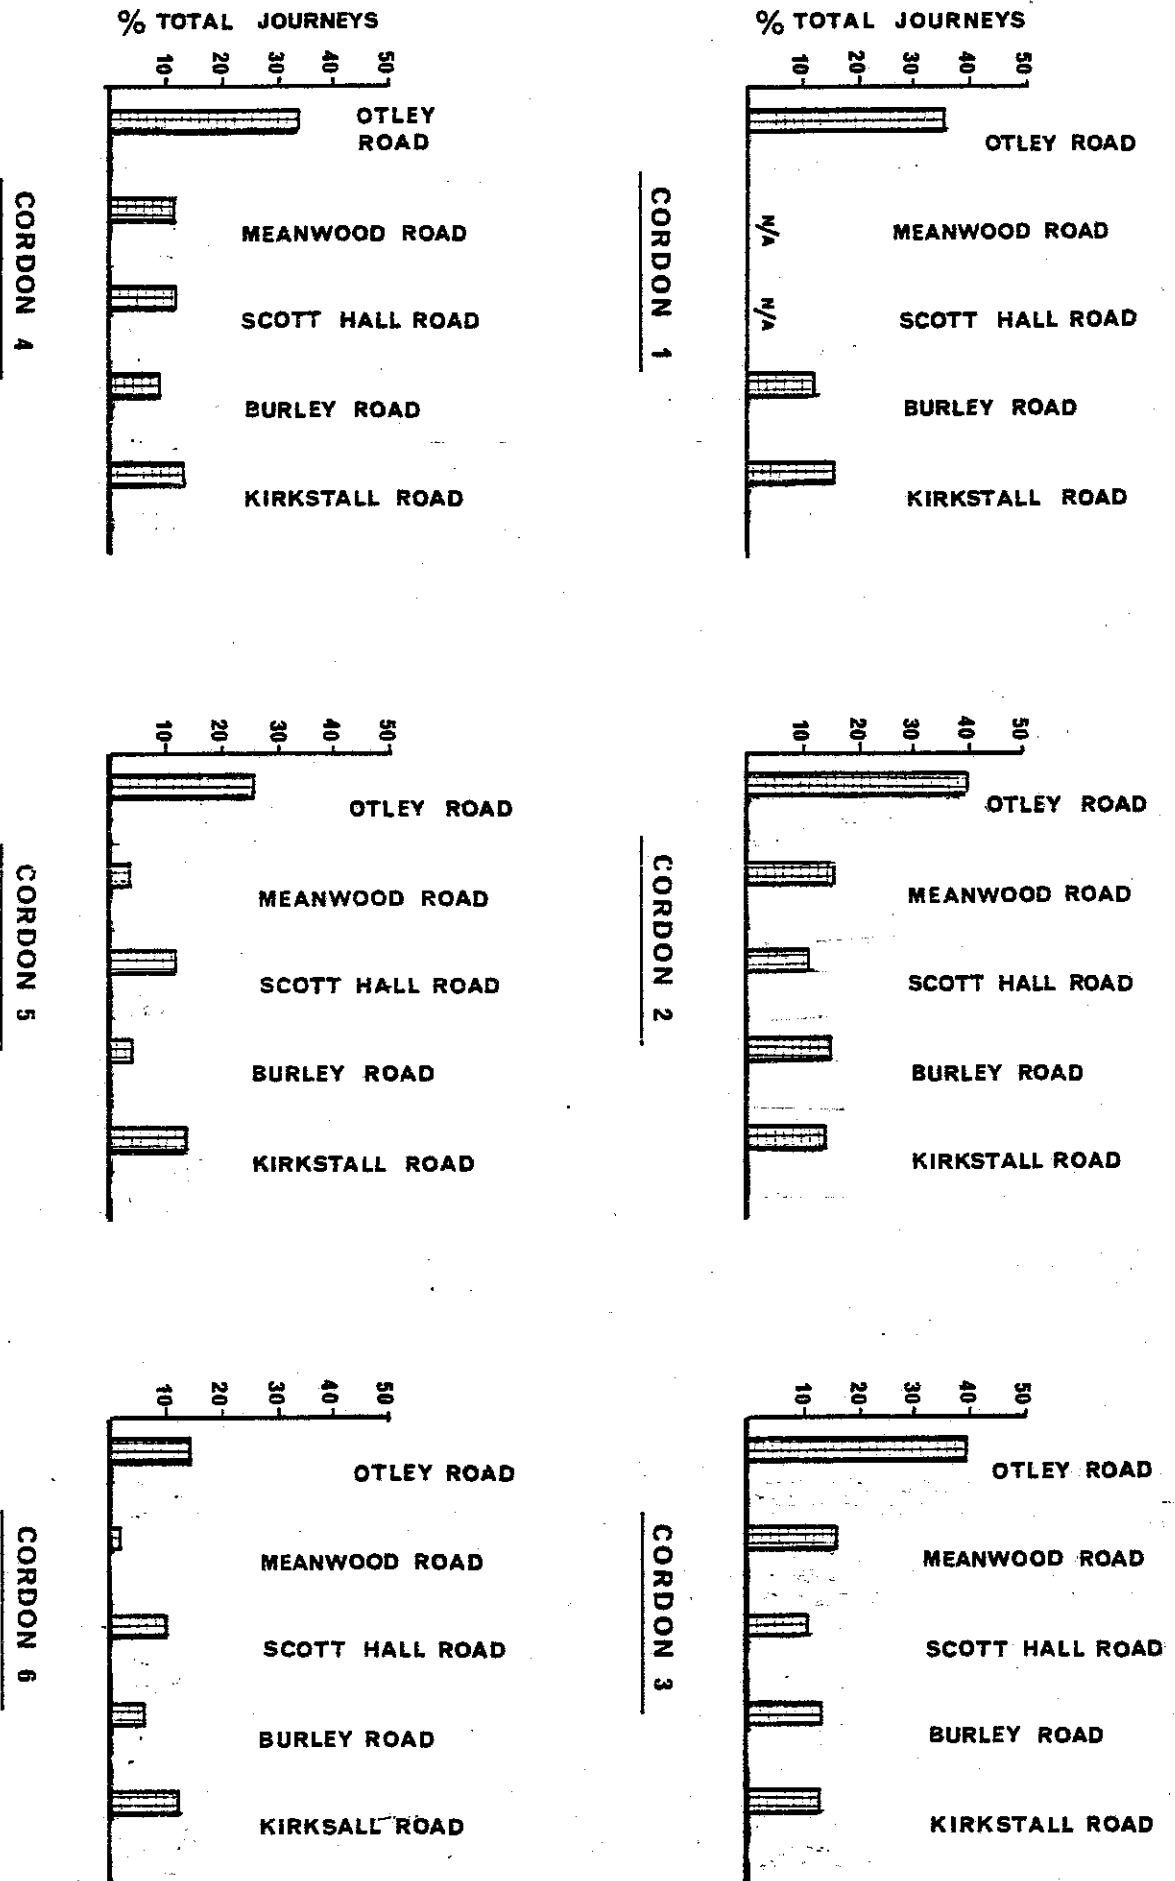 % TOTAL JOURNEYS
10 20 30 40 50
OTLEY ROAD
MEANWOOD ROAD
N/A
SCOTT HALL ROAD
N/A
BURLEY ROAD
KIRKSTALL ROAD
CORDON 1
10 20 30 40 50
OTLEY ROAD
MEANWOOD ROAD
SCOTT HALL ROAD
BURLEY ROAD
KIRKSTALL ROAD
CORDON 2
10 20 30 40 50
OTLEY ROAD
MEANWOOD ROAD
SCOTT HALL ROAD
BURLEY ROAD
KIRKSTALL ROAD
CORDON 3
% TOTAL JOURNEYS
10 20 30 40 50
OTLEY
ROAD
MEANWOOD ROAD
SCOTT HALL ROAD
BURLEY ROAD
KIRKSTALL ROAD
CORDON 4
10 20 30 40 50
OTLEY ROAD
MEANWOOD ROAD
SCOTT HALL ROAD
BURLEY ROAD
KIRKSTALL ROAD
CORDON 5
10 20 30 40 50
OTLEY ROAD
MEANWOOD ROAD
SCOTT HALL ROAD
BURLEY ROAD
KIRKSALL ROAD
CORDON 6